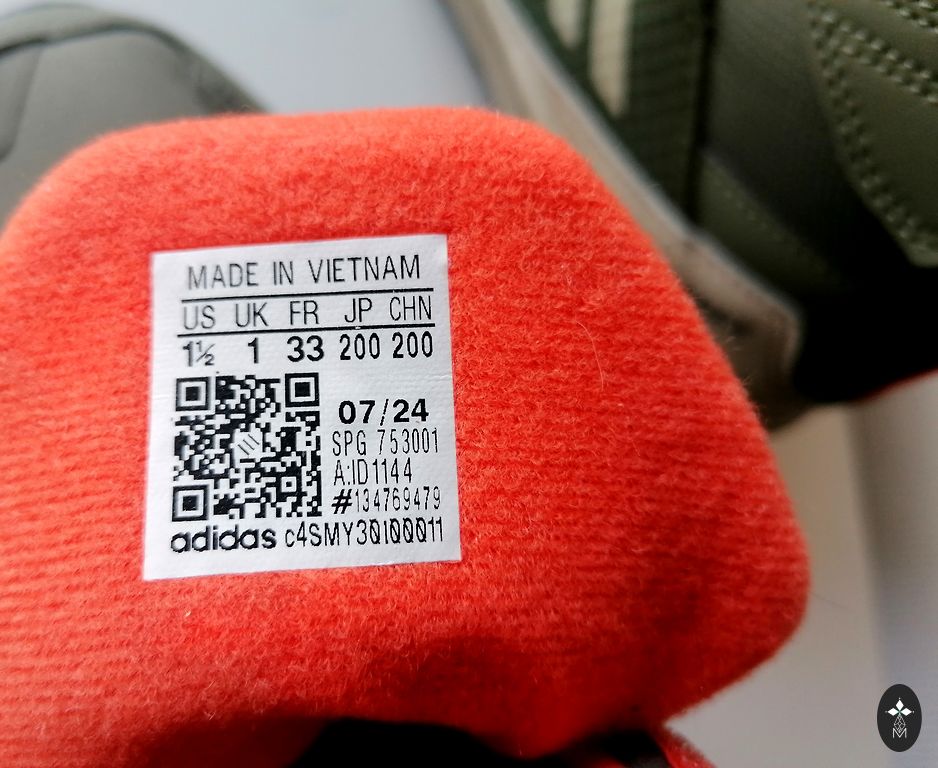 MADE IN VIETNAM
US UK FR JP CHN
1½ 1 33 200 200
07/24
SPG 753001
A:ID1144
#134769479
adidas c4SMY30I00011
M